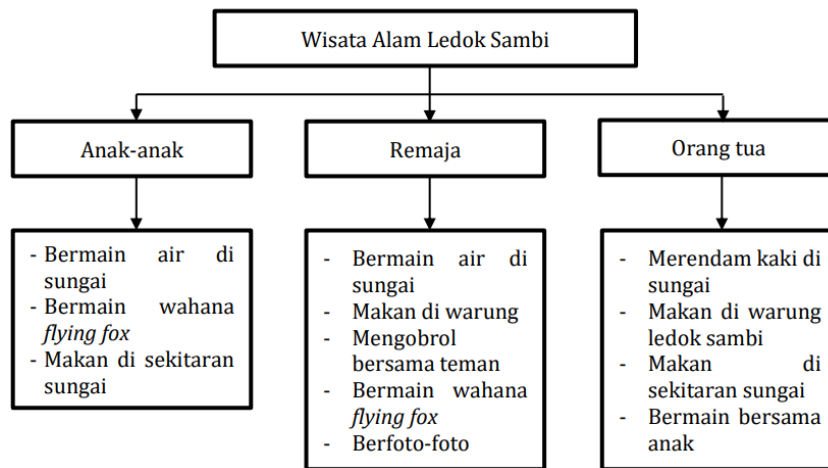 Wisata Alam Ledok Sambi
Anak-anak
Remaja
Orang tua
- Bermain air di
sungai
- Bermain wahana
flying fox
- Makan di sekitaran
sungai
- Bermain air di
sungai
- Makan di warung
- Mengobrol
bersama teman
- Bermain wahana
flying fox
- Berfoto-foto
- Merendam kaki di
sungai
- Makan di warung
ledok sambi
- Makan di
sekitaran sungai
- Bermain bersama
anak